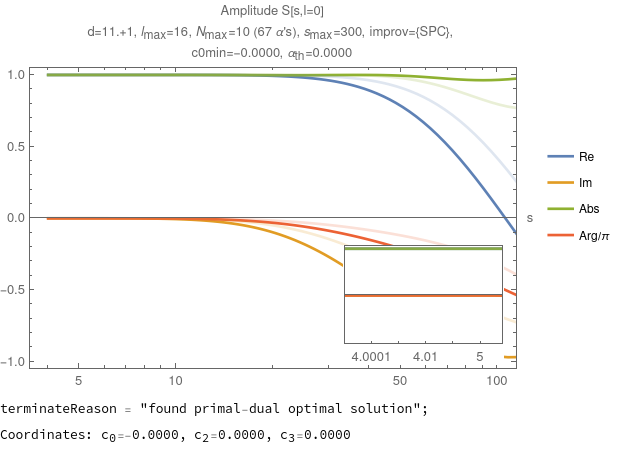 Amplitude S[s,l=0]
d=11.+1, lmax=16, Nmax=10 (67 α's), smax=300, improv={SPC},
c0min=-0.0000, αth=0.0000
1.0
0.5
0.0
-0.5
-1.0
5
10
50
100
s
4.0001
4.01
5
Re
Im
Abs
Arg/π
terminateReason = "found primal-dual optimal solution";
Coordinates: c0=-0.0000, c2=0.0000, c3=0.0000